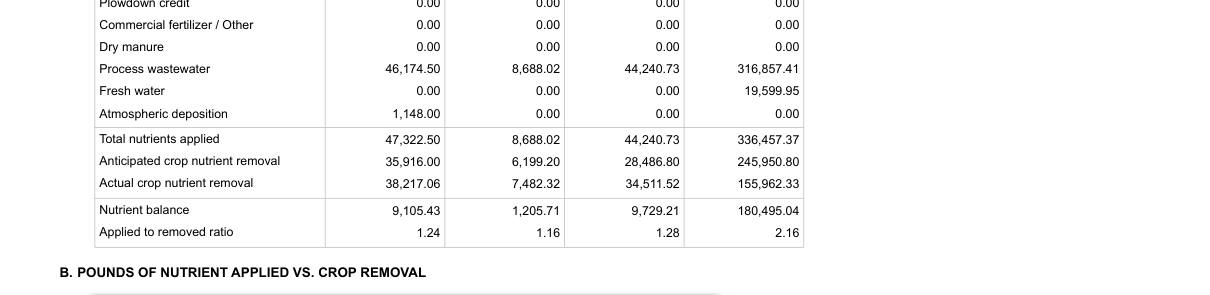 Plowdown credit 0.00 0.00 0.00 0.00
Commercial fertilizer / Other 0.00 0.00 0.00 0.00
Dry manure 0.00 0.00 0.00 0.00
Process wastewater 46,174.50 8,688.02 44,240.73 316,857.41
Fresh water 0.00 0.00 0.00 19,599.95
Atmospheric deposition 1,148.00 0.00 0.00 0.00
Total nutrients applied 47,322.50 8,688.02 44,240.73 336,457.37
Anticipated crop nutrient removal 35,916.00 6,199.20 28,486.80 245,950.80
Actual crop nutrient removal 38,217.06 7,482.32 34,511.52 155,962.33
Nutrient balance 9,105.43 1,205.71 9,729.21 180,495.04
Applied to removed ratio 1.24 1.16 1.28 2.16
B. POUNDS OF NUTRIENT APPLIED VS. CROP REMOVAL